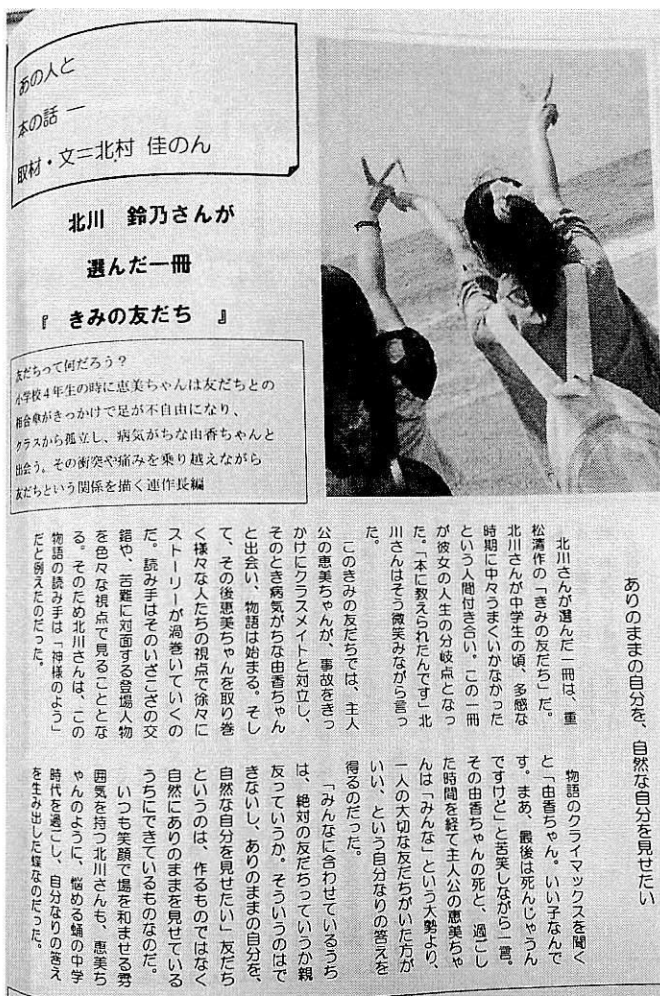 あの人と
本の話 ―
取材・文=北村 佳のん
北川 鈴乃さんが
選んだ一冊
『 きみの友だち 』
友だちって何だろう?
小学校4年生の時に恵美ちゃんは友だちとの
相合傘がきっかけで足が不自由になり、
クラスから孤立し、病気がちな由香ちゃんと
出会う。その衝突や痛みを乗り越えながら
友だちという関係を描く連作長編
ありのままの自分を、自然な自分を見せたい
北川さんが選んだ一冊は、重
松清作の「きみの友だち」だ。
北川さんが中学生の頃、多感な
時期に中々うまくいかなかった
という人間付き合い。この一冊
が彼女の人生の分岐点となっ
た。「本に教えられたんです」北
川さんはそう微笑みながら言っ
た。
このきみの友だちでは、主人
公の恵美ちゃんが、事故をきっ
かけにクラスメイトと対立し、
そのとき病気がちな由香ちゃん
と出会い、物語は始まる。そし
て、その後恵美ちゃんを取り巻
く様々な人たちの視点で徐々に
ストーリーが渦巻いていくの
だ。読み手はそのいざこざの交
錯や、苦難に対面する登場人物
を色々な視点で見ることとな
る。そのため北川さんは、この
物語の読み手は「神様のよう」
だと例えたのだった。
物語のクライマックスを聞く
と「由香ちゃん。いい子なんで
す。まあ、最後は死んじゃうん
ですけど」と苦笑しながら一言。
その由香ちゃんの死と、過ごし
た時間を経て主人公の恵美ちゃ
んは「みんな」という大勢より、
一人の大切な友だちがいた方が
いい、という自分なりの答えを
得るのだった。
「みんなに合わせているうち
は、絶対の友だちっていうか親
友っていうか。そういうのはで
きないし、ありのままの自分を、
自然な自分を見せたい」友だち
というのは、作るものではなく
自然にありのままを見せている
うちにできているものなのだ。
いつも笑顔で場を和ませる雰
囲気を持つ北川さんも、恵美ち
ゃんのように、悩める蛹の中学
時代を過ごし、自分なりの答え
を生み出した蝶なのだった。